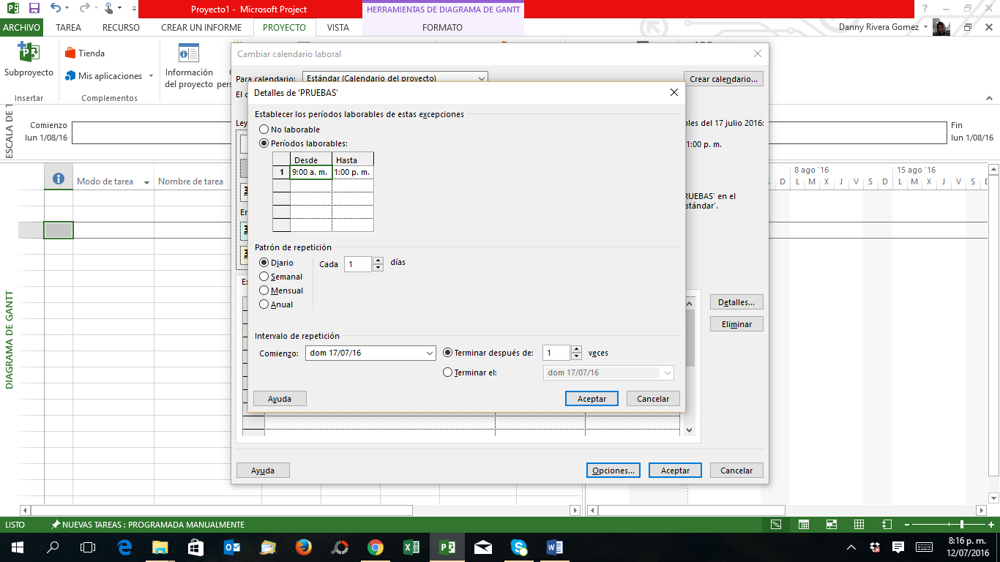 Proyecto1 - Microsoft Project
HERRAMIENTAS DE DIAGRAMA DE GANTT
ARCHIVO TAREA RECURSO CREAR UN INFORME PROYECTO VISTA FORMATO
Danny Rivera Gomez
Subproyecto
Tienda
Mis aplicaciones
Información
del proyecto
Insertar
Complementos
Cambiar calendario laboral
Para calendario: Estándar (Calendario del proyecto)
Crear calendario...
Detalles de 'PRUEBAS'
Establecer los períodos laborables de estas excepciones
No laborable
Períodos laborables:
Desde Hasta
1 9:00 a. m. 1:00 p. m.
Patrón de repetición
Diario
Semanal
Mensual
Anual
Cada 1 días
Intervalo de repetición
Comienzo: dom 17/07/16
Terminar después de: 1 veces
Terminar el: dom 17/07/16
Ayuda Aceptar Cancelar
del 17 julio 2016:
1:00 p. m.
en el
Detalles...
Eliminar
Ayuda Opciones... Aceptar Cancelar
ESCALA DE T
Comienzo
lun 1/08/16
Fin
lun 1/08/16
Modo de tarea Nombre de tarea
8 ago '16 15 ago '16
S D L M X J V S D L M X J V S D
DIAGRAMA DE GANTT
LISTO NUEVAS TAREAS : PROGRAMADA MANUALMENTE
8:16 p. m.
12/07/2016